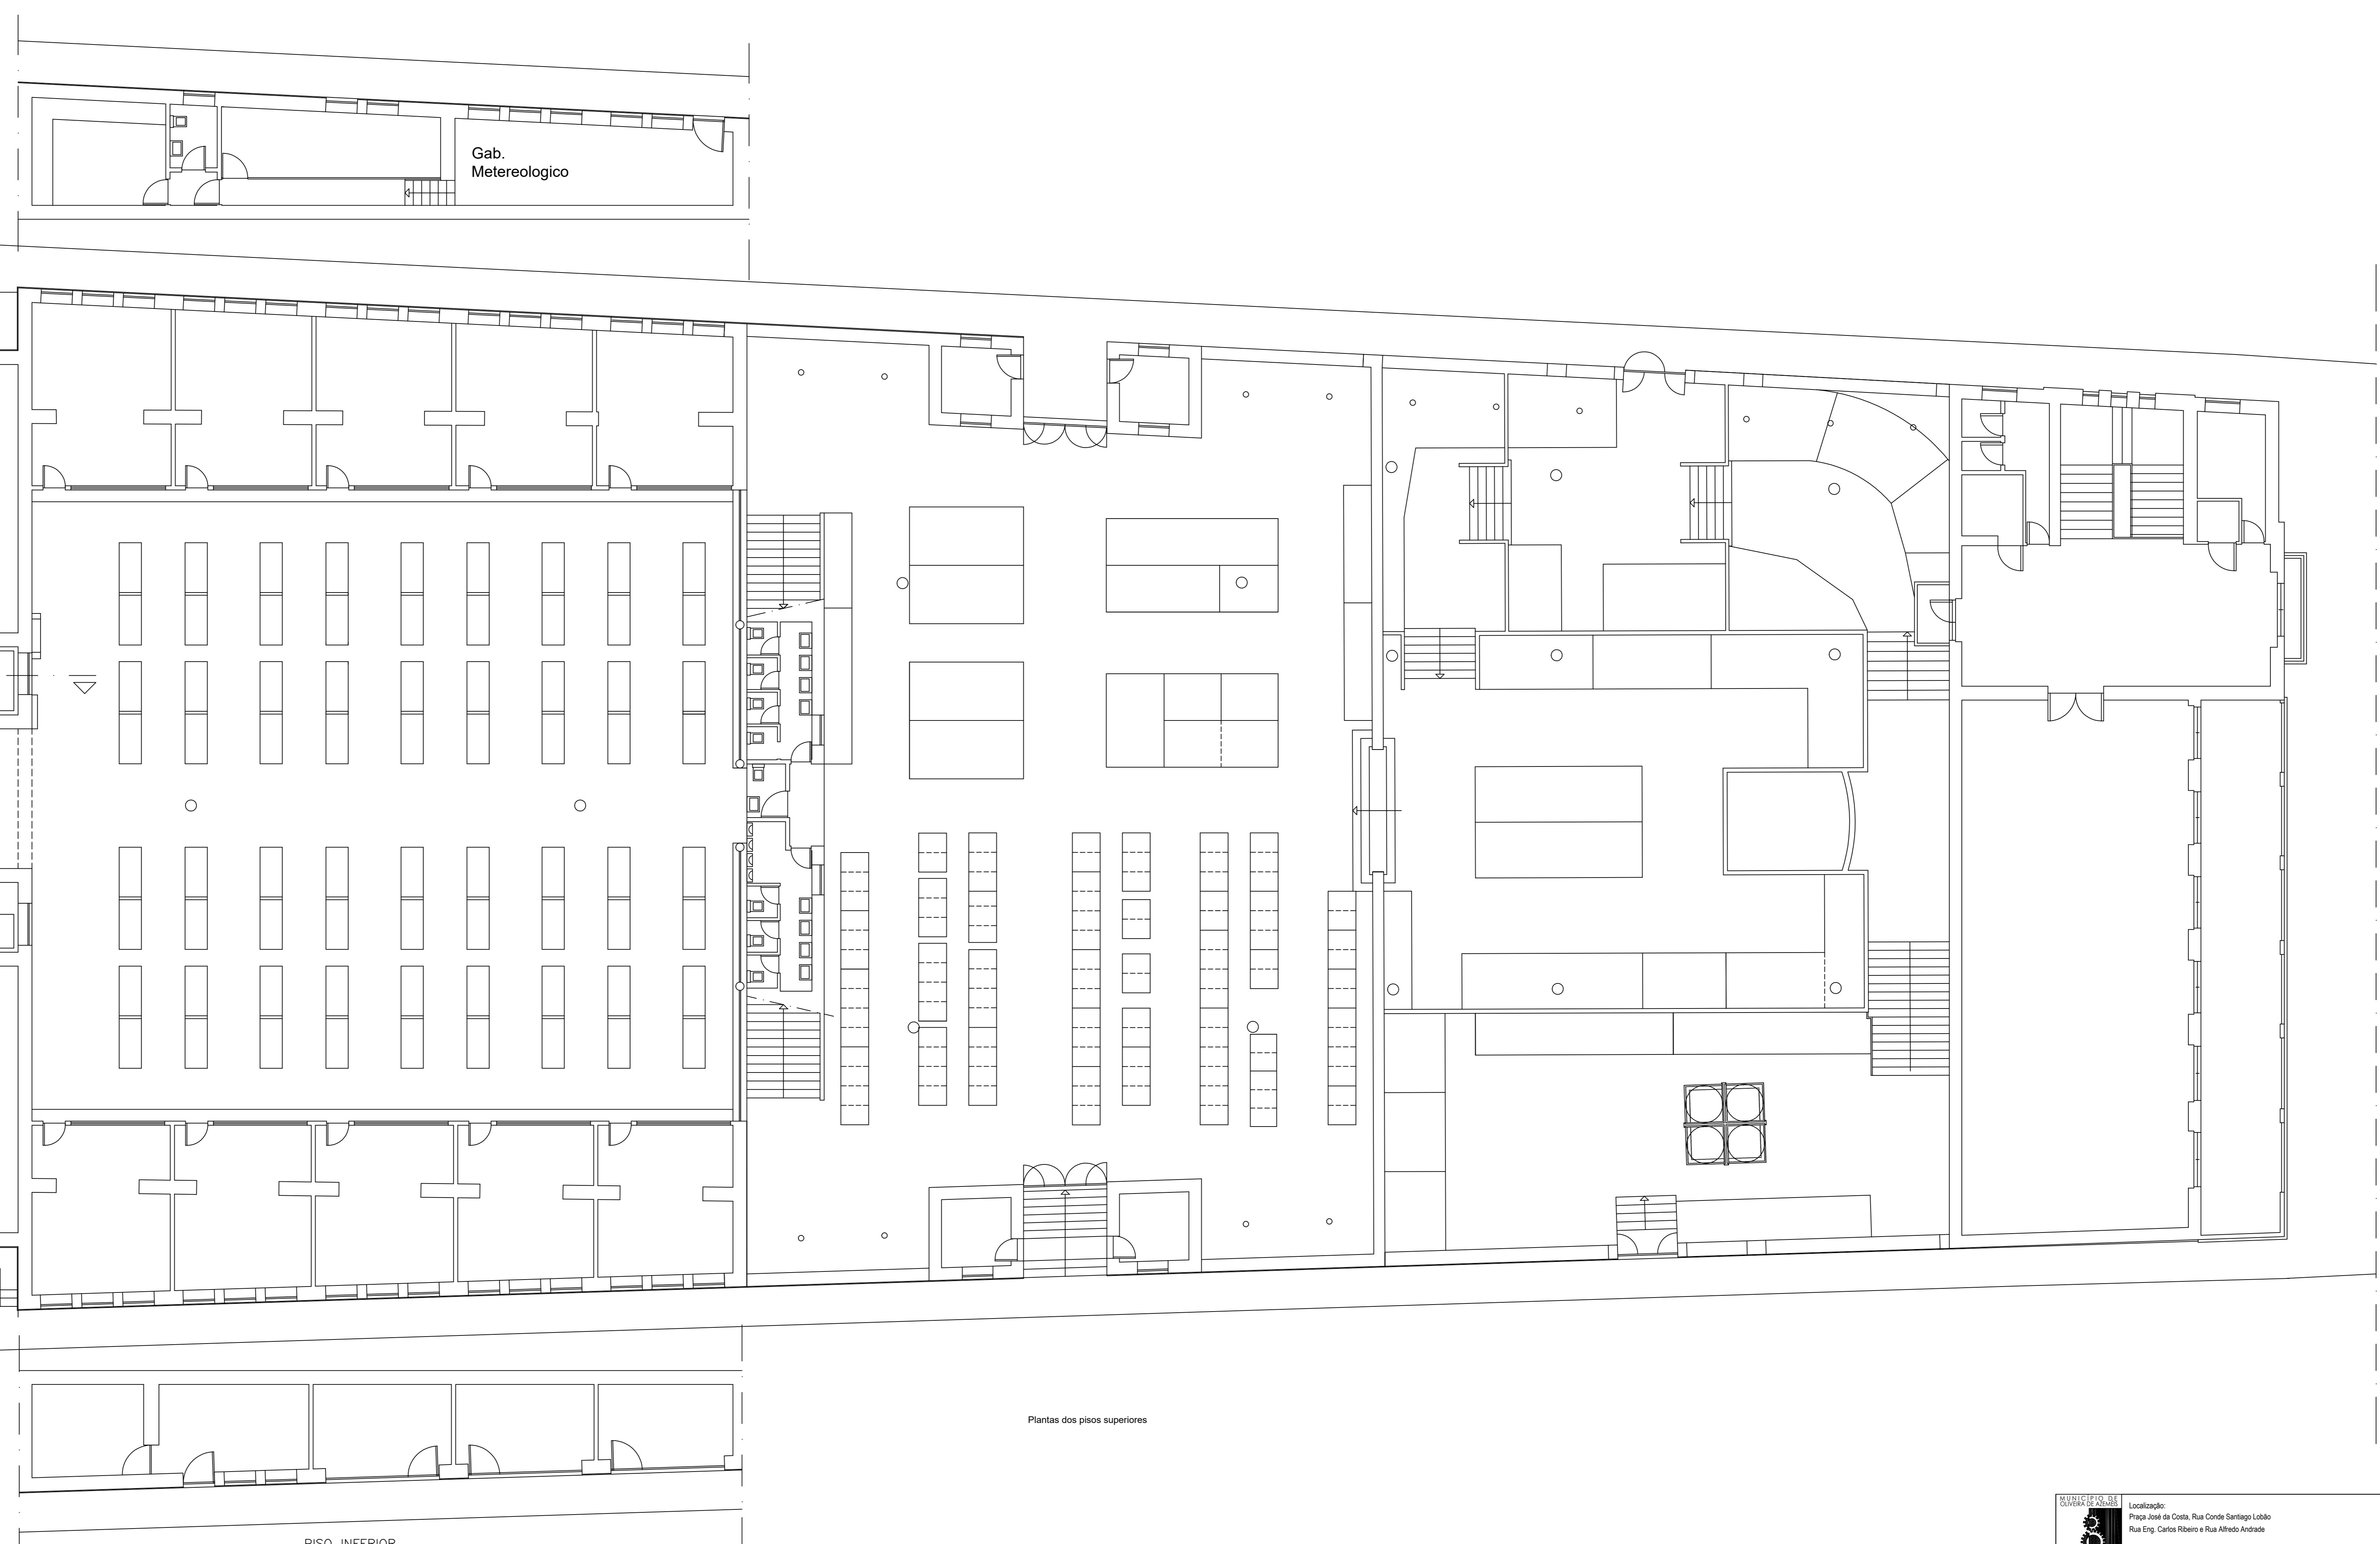 Gab.
Metereologico
Plantas dos pisos superiores
PISO INFERIOR
MUNICÍPIO DE
OLIVEIRA DE AZEMÉIS
Localização:
Praça José da Costa, Rua Conde Santiago Lobão
Rua Eng. Carlos Ribeiro e Rua Alfredo Andrade